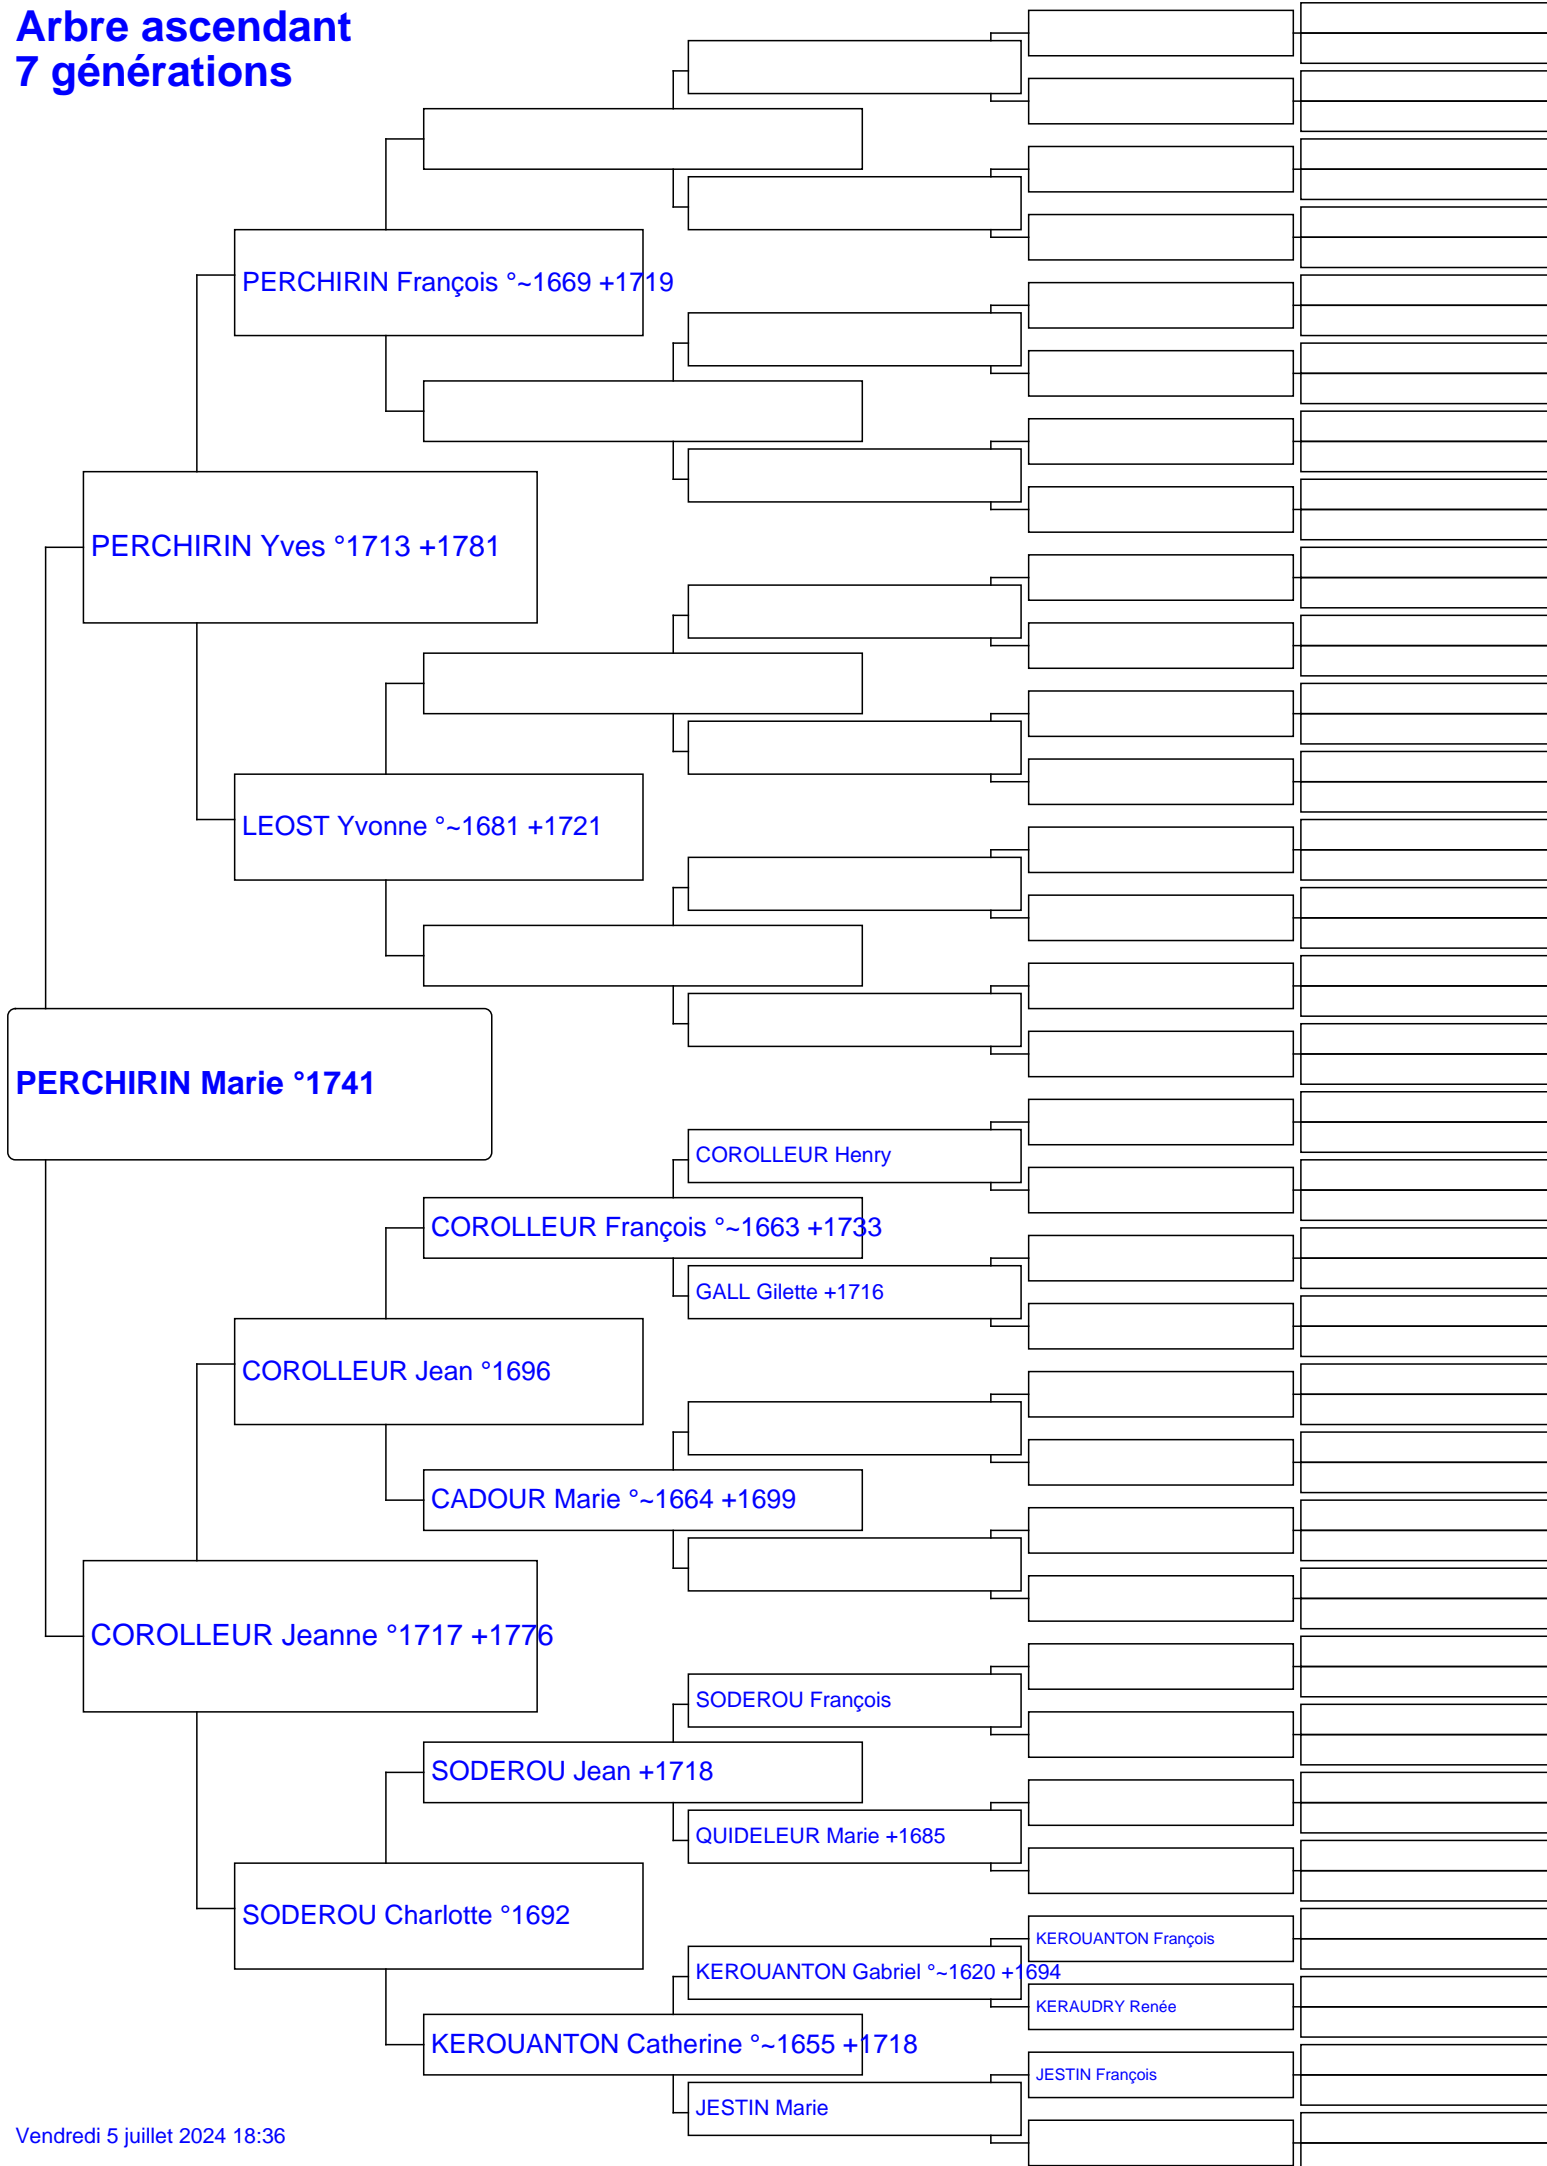 Arbre ascendant
7 générations
PERCHIRIN François °~1669 +1719
PERCHIRIN Yves °1713 +1781
LEOST Yvonne °~1681 +1721
PERCHIRIN Marie °1741
COROLLEUR Henry
COROLLEUR François °~1663 +1733
GALL Gilette +1716
COROLLEUR Jean °1696
CADOUR Marie °~1664 +1699
COROLLEUR Jeanne °1717 +1776
SODEROU François
SODEROU Jean +1718
QUIDELEUR Marie +1685
SODEROU Charlotte °1692
KEROUANTON François
KEROUANTON Gabriel °~1620 +1694
KERAUDRY Renée
KEROUANTON Catherine °~1655 +1718
JESTIN François
JESTIN Marie
Vendredi 5 juillet 2024 18:36